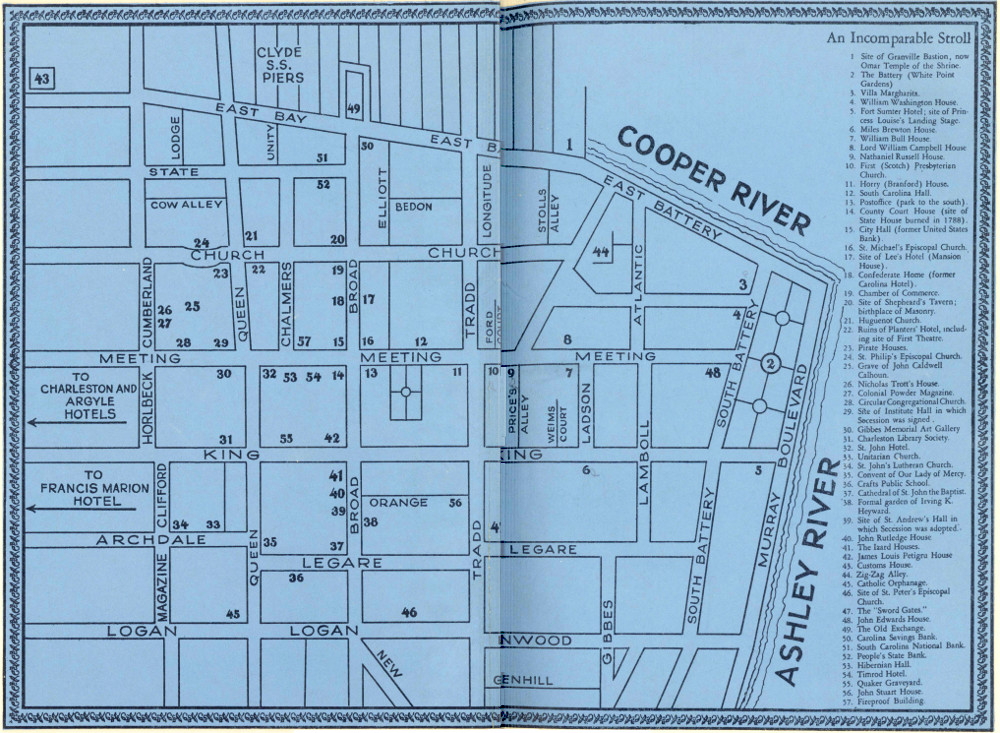 An Incomparable Stroll
1 Site of Granville Bastion, now
Omar Temple of the Shrine.
2 The Battery (White Point
Gardens)
3. Villa Margharita.
4. William Washington House.
5. Fort Sumter Hotel; site of Prin-
cess Louise's Landing Stage.
6. Miles Brewton House.
7. William Bull House.
8. Lord William Campbell House
9. Nathaniel Russell House.
10. First (Scotch) Presbyterian
Church.
11. Horry (Branford) House.
12. South Carolina Hall.
13. Postoffice (park to the south).
14. County Court House (site of
State House burned in 1788).
15. City Hall (former United States
Bank).
16. St. Michael's Episcopal Church.
17. Site of Lee's Hotel (Mansion
House).
18. Confederate Home (former
Carolina Hotel).
19. Chamber of Commerce.
20. Site of Shepheard's Tavern;
birthplace of Masonry.
21. Huguenot Church.
22. Ruins of Planters' Hotel, includ-
ing site of First Theatre.
23. Pirate Houses.
24. St. Philip's Episcopal Church.
25. Grave of John Caldwell
Calhoun.
26. Nicholas Trott's House.
27. Colonial Powder Magazine.
28. Circular Congregational Church.
29. Site of Institute Hall in which
Secession was signed.
30. Gibbes Memorial Art Gallery
31. Charleston Library Society.
32. St. John Hotel.
33. Unitarian Church.
34. St. John's Lutheran Church.
35. Convent of Our Lady of Mercy.
36. Crafts Public School.
37. Cathedral of St. John the Baptist.
38. Formal garden of Irving K.
Heyward.
39. Site of St. Andrew's Hall in
which Secession was adopted.
40. John Rutledge House
41. The Izard Houses.
42. James Louis Petigru House
43. Customs House.
44. Zig-Zag Alley.
45. Catholic Orphanage.
46. Site of St. Peter's Episcopal
Church.
47. The "Sword Gates."
48. John Edwards House.
49. The Old Exchange.
50. Carolina Savings Bank.
51. South Carolina National Bank.
52. People's State Bank.
53. Hibernian Hall.
54. Timrod Hotel.
55. Quaker Graveyard.
56. John Stuart House.
57. Fireproof Building.
43
CLYDE
S.S.
PIERS
49
EAST BAY
EAST B
1
COOPER RIVER
LODGE
UNITY
51
50
STATE
52
ELLIOTT
BEDON
LONGITUDE
STOLLS
ALLEY
EAST BATTERY
COW ALLEY
24
21
20
44
CHURCH
CHURCH
23
22
19
3
CUMBERLAND
26
25
27
QUEEN
CHALMERS
18
BROAD
17
TRADD
FORD
COURT
ATLANTIC
4
SOUTH BATTERY
28
29
57
15
16
12
8
MEETING
MEETING
MEETING
TO
CHARLESTON AND
ARGYLE
HOTELS
HORLBECK
30
32
53
54
14
13
11
10
9
PRICE'S
ALLEY
7
WEIMS
COURT
LADSON
48
2
31
55
42
LAMBOLL
MURRAY BOULEVARD
KING
KING
TO
FRANCIS MARION
HOTEL
CLIFFORD
41
40
39
BROAD
ORANGE
56
6
5
34
33
38
TRADD
4
SOUTH BATTERY
ARCHDALE
QUEEN
35
37
LEGARE
LEGARE
MAGAZINE
36
45
46
GIBBES
LOGAN
LOGAN
NWOOD
NEW
ENHILL
ASHLEY RIVER